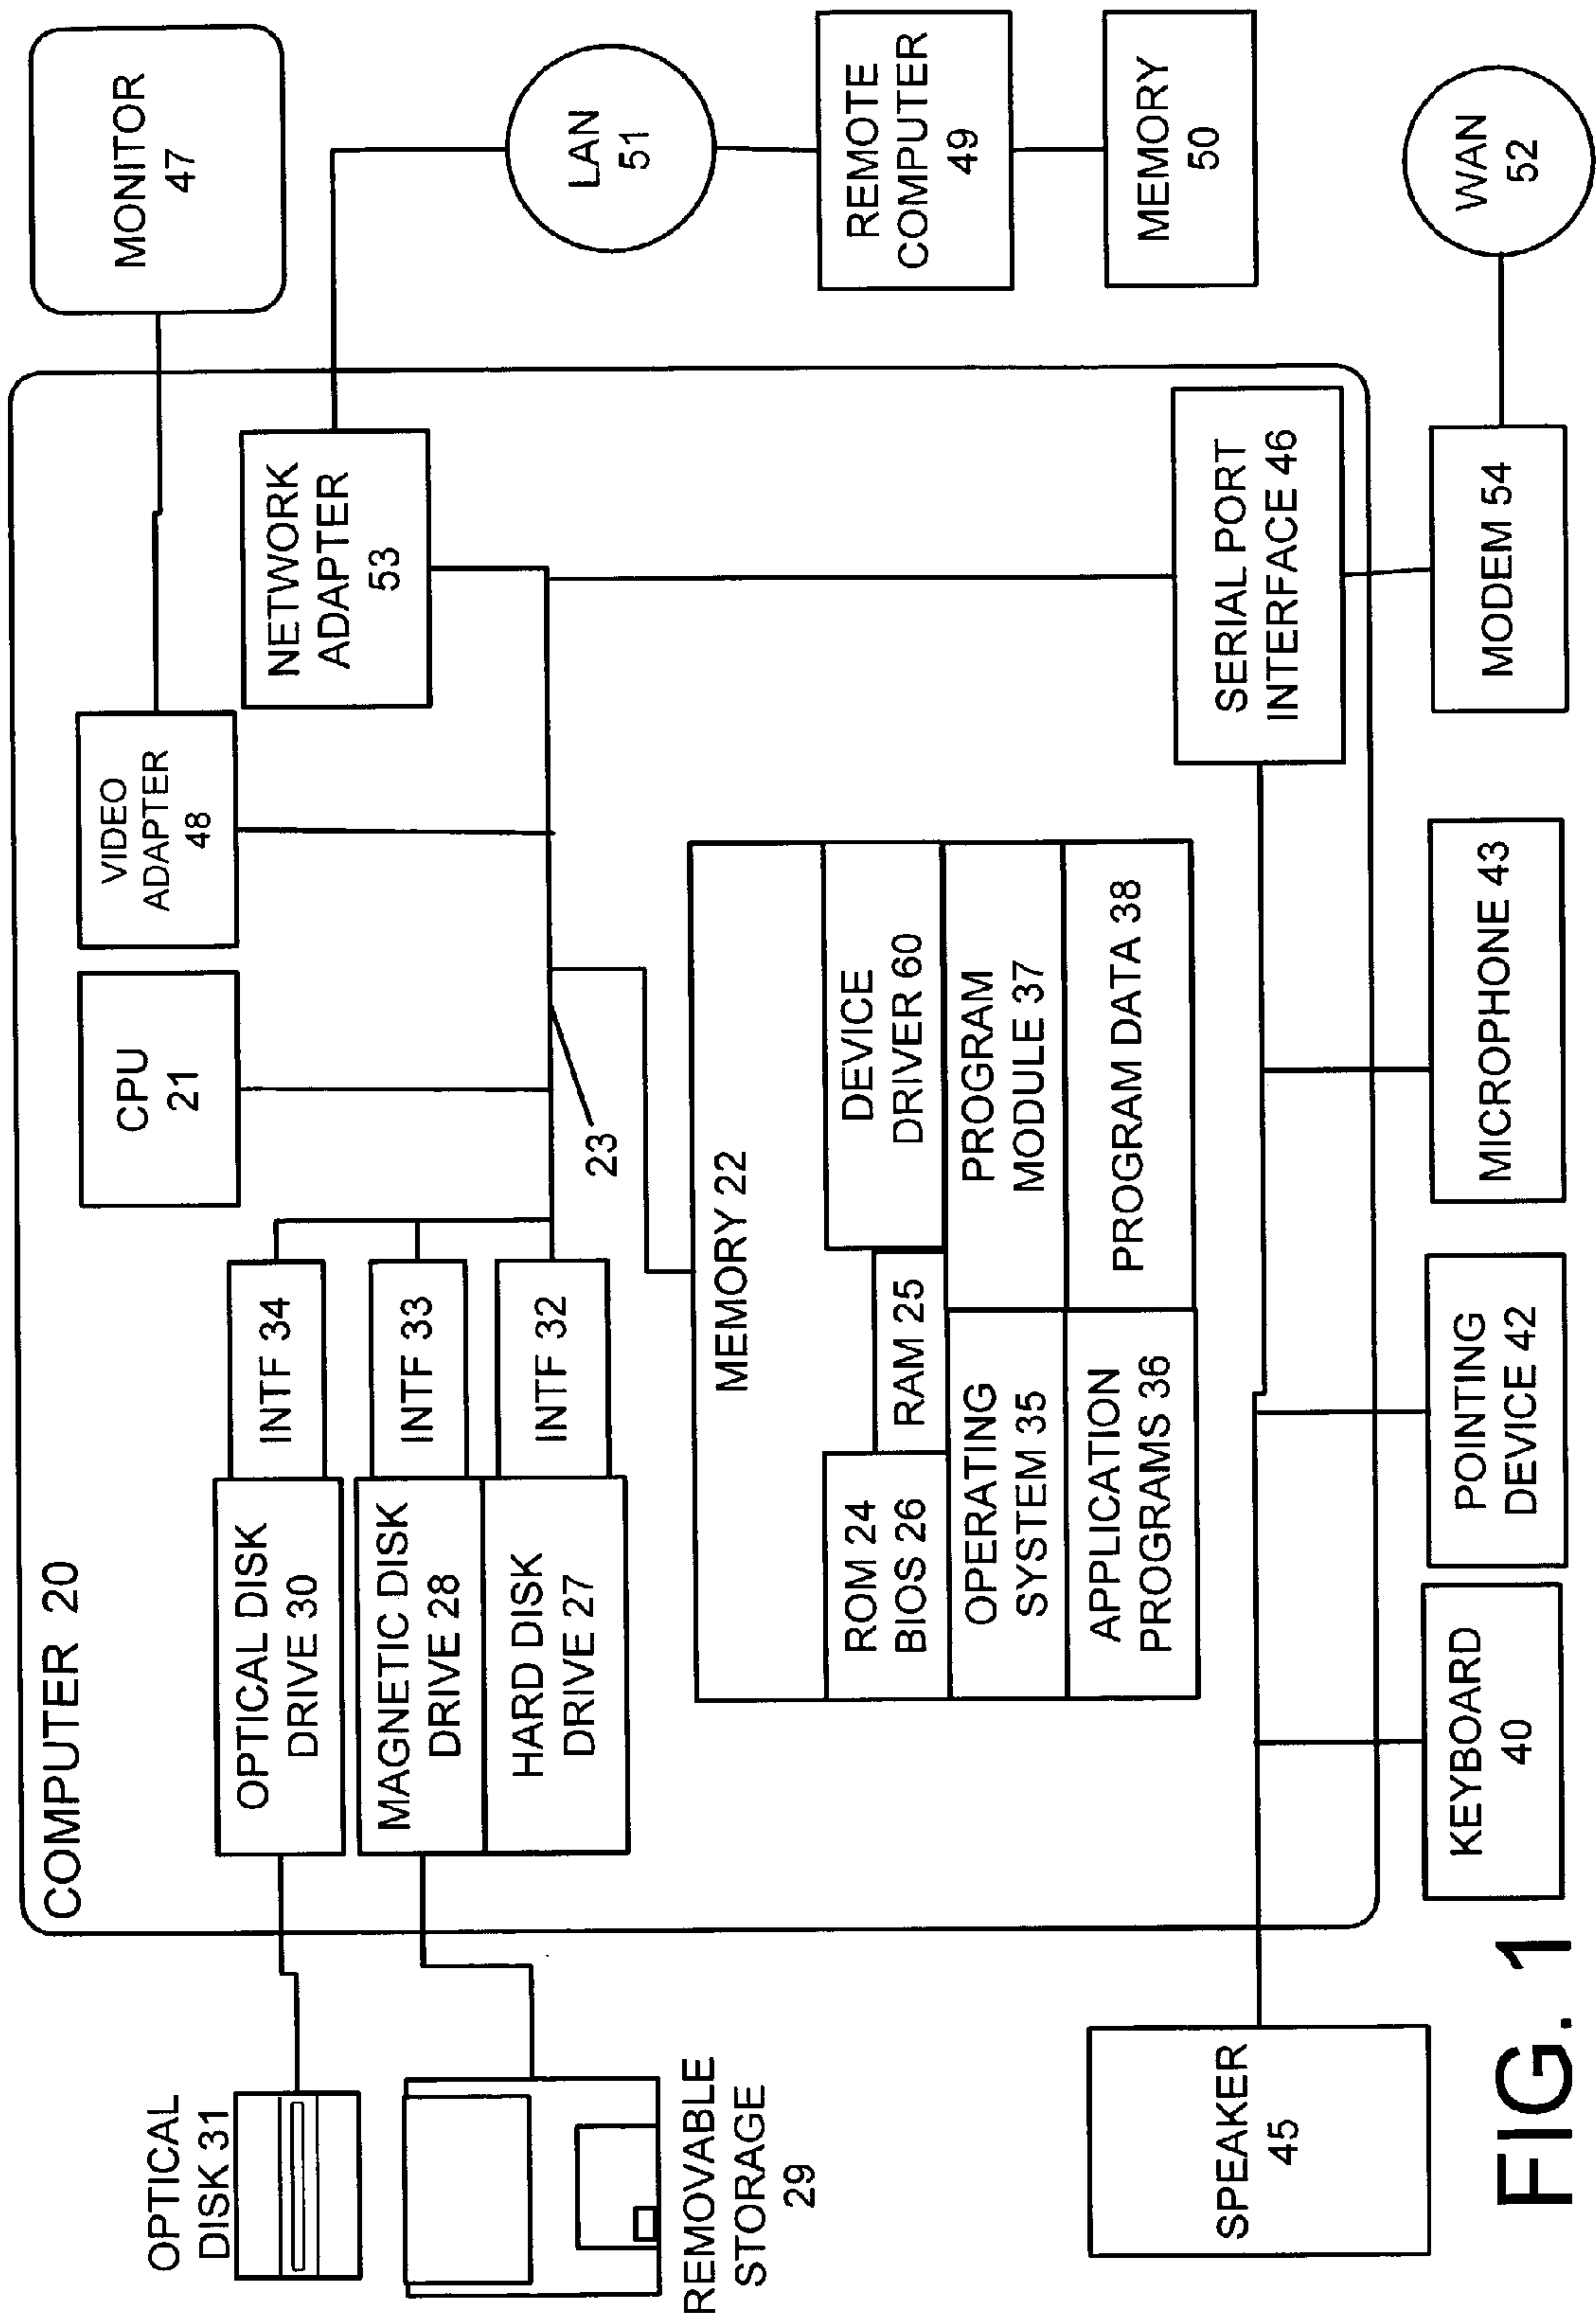 COMPUTER 20
MONITOR
47
VIDEO
ADAPTER
48
CPU
21
NETWORK
ADAPTER
53
OPTICAL
DISK 31
OPTICAL DISK
DRIVE 30
INTF 34
MAGNETIC DISK
DRIVE 28
INTF 33
HARD DISK
DRIVE 27
INTF 32
23
LAN
51
REMOVABLE
STORAGE
29
MEMORY 22
ROM 24
BIOS 26
RAM 25
DEVICE
DRIVER 60
OPERATING
SYSTEM 35
PROGRAM
MODULE 37
APPLICATION
PROGRAMS 36
PROGRAM DATA 38
REMOTE
COMPUTER
49
MEMORY
50
SPEAKER
45
SERIAL PORT
INTERFACE 46
KEYBOARD
40
POINTING
DEVICE 42
MICROPHONE 43
MODEM 54
WAN
52
FIG. 1